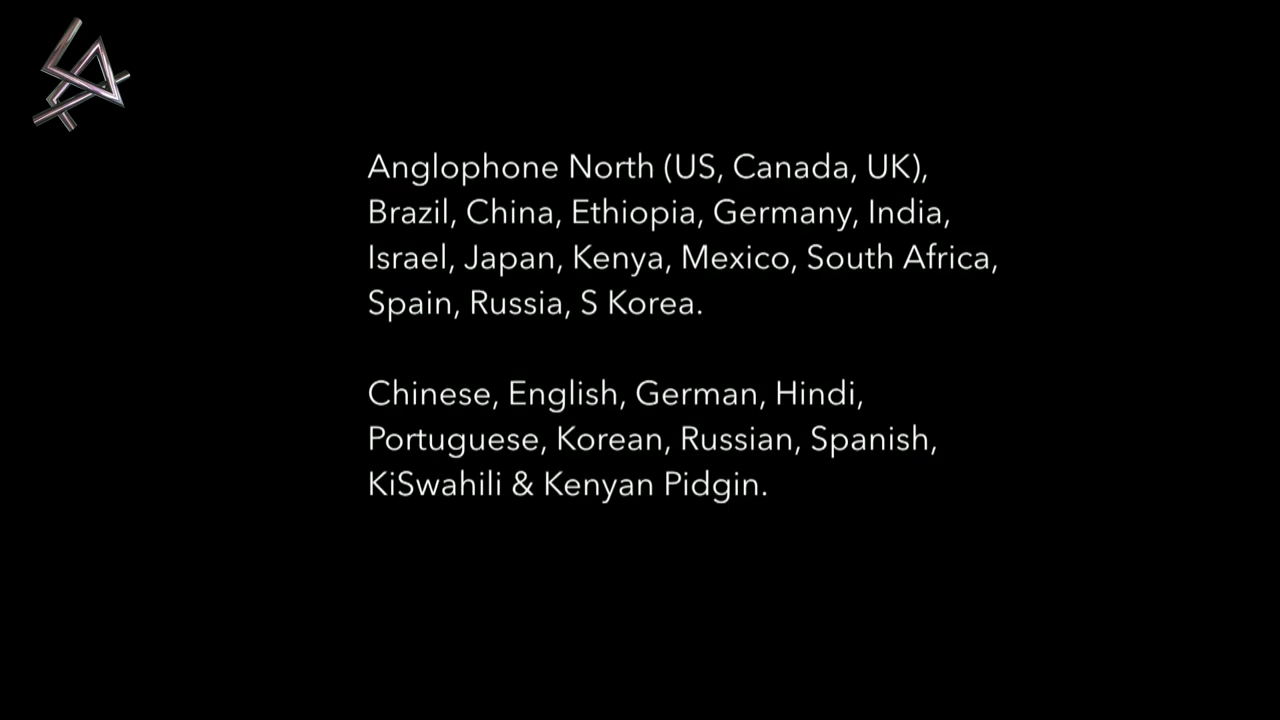 Anglophone North (US, Canada, UK),
Brazil, China, Ethiopia, Germany, India,
Israel, Japan, Kenya, Mexico, South Africa,
Spain, Russia, S Korea.
Chinese, English, German, Hindi,
Portuguese, Korean, Russian, Spanish,
KiSwahili & Kenyan Pidgin.